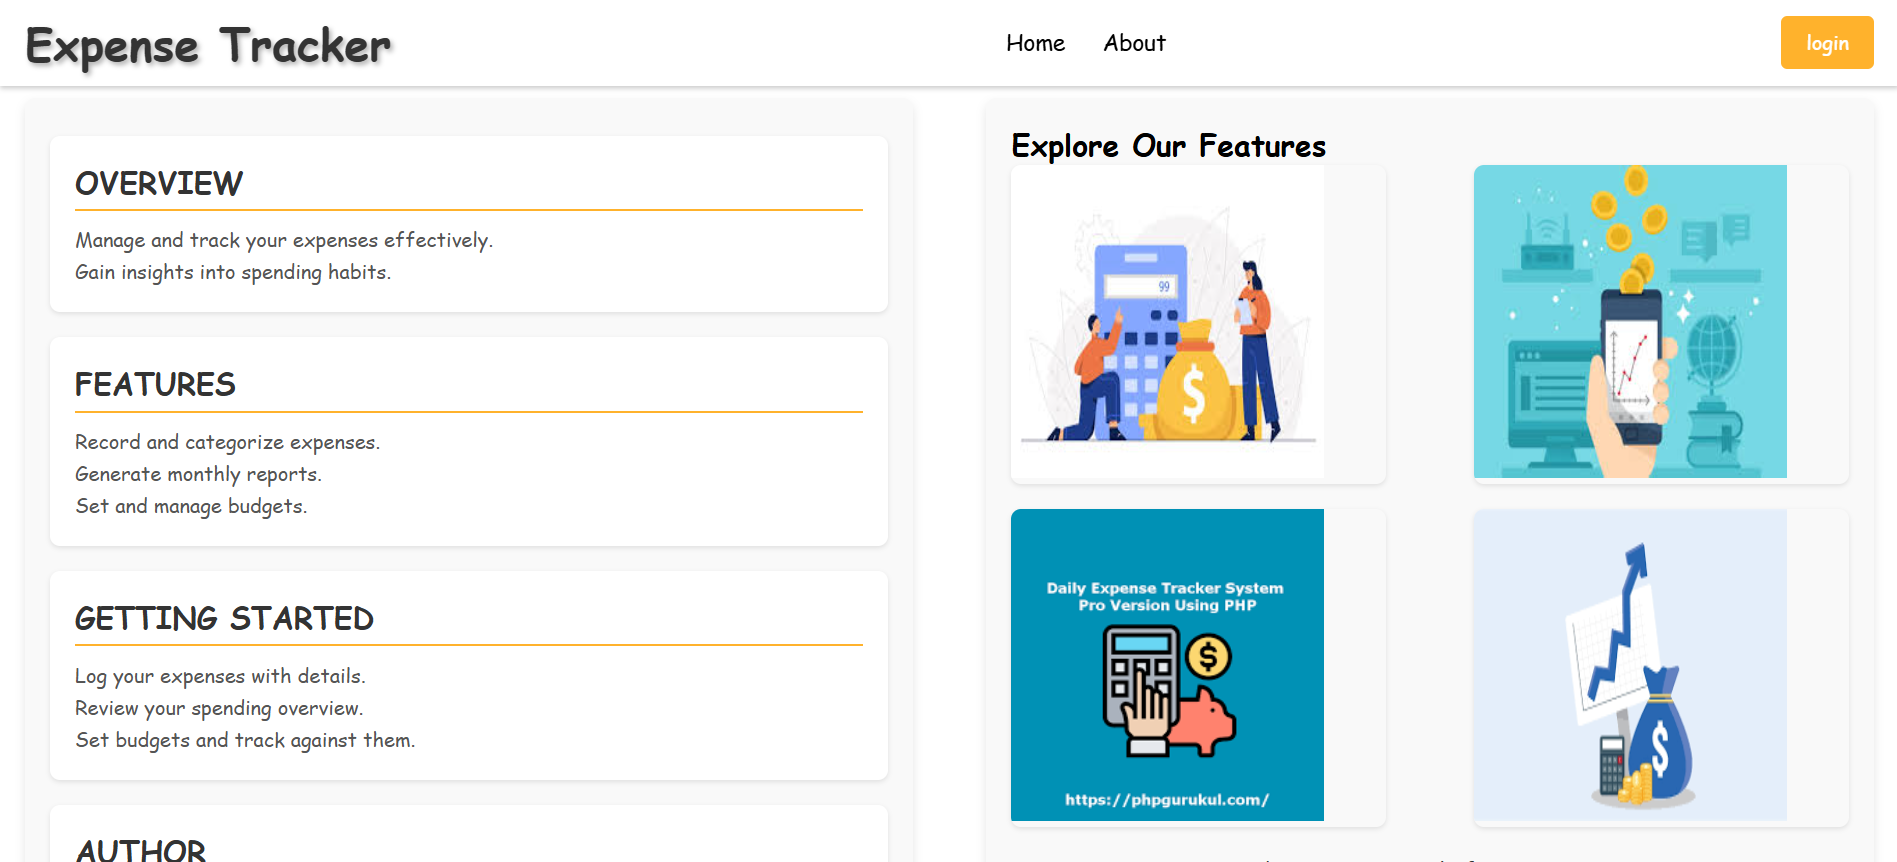 Expense Tracker
Home
About
login
OVERVIEW
Manage and track your expenses effectively.
Gain insights into spending habits.
FEATURES
Record and categorize expenses.
Generate monthly reports.
Set and manage budgets.
GETTING STARTED
Log your expenses with details.
Review your spending overview.
Set budgets and track against them.
AUTHOR
Explore Our Features
99
$
Daily Expense Tracker System
Pro Version Using PHP
$
https://phpgurukul.com/
$